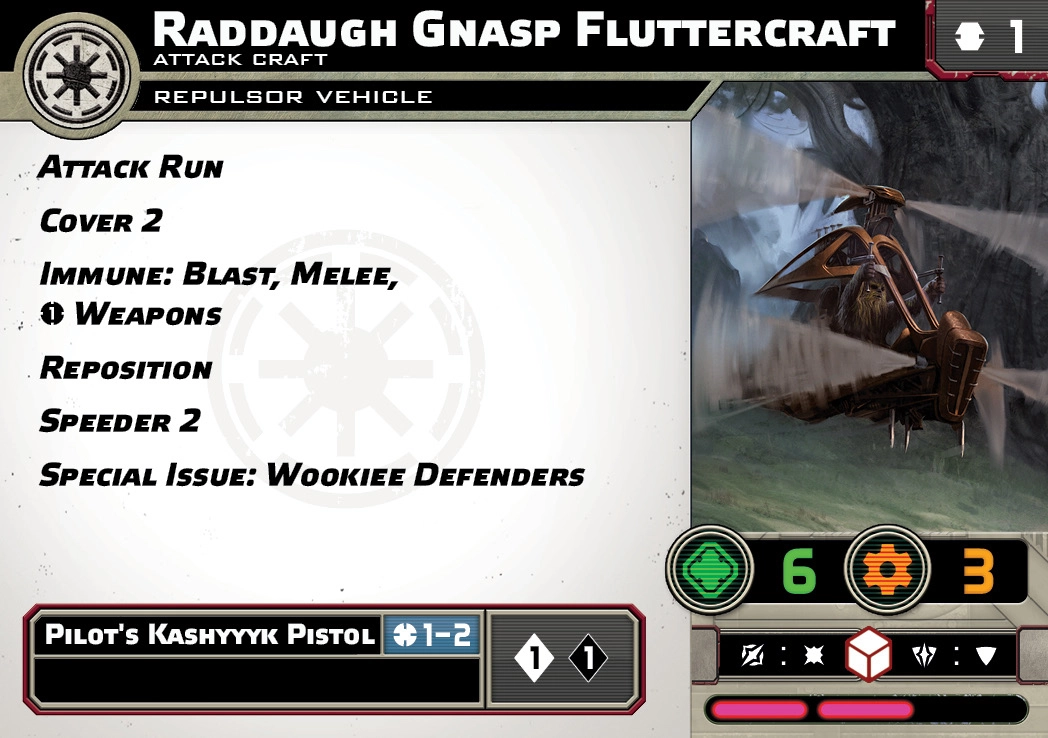 Raddaugh Gnasp Fluttercraft
1
Attack Craft
Repulsor Vehicle
Attack Run
Cover 2
Immune: Blast, Melee,
1 Weapons
Reposition
Speeder 2
Special Issue: Wookiee Defenders
6 3
Pilot's Kashyyyk Pistol 1–2 1 1
: :